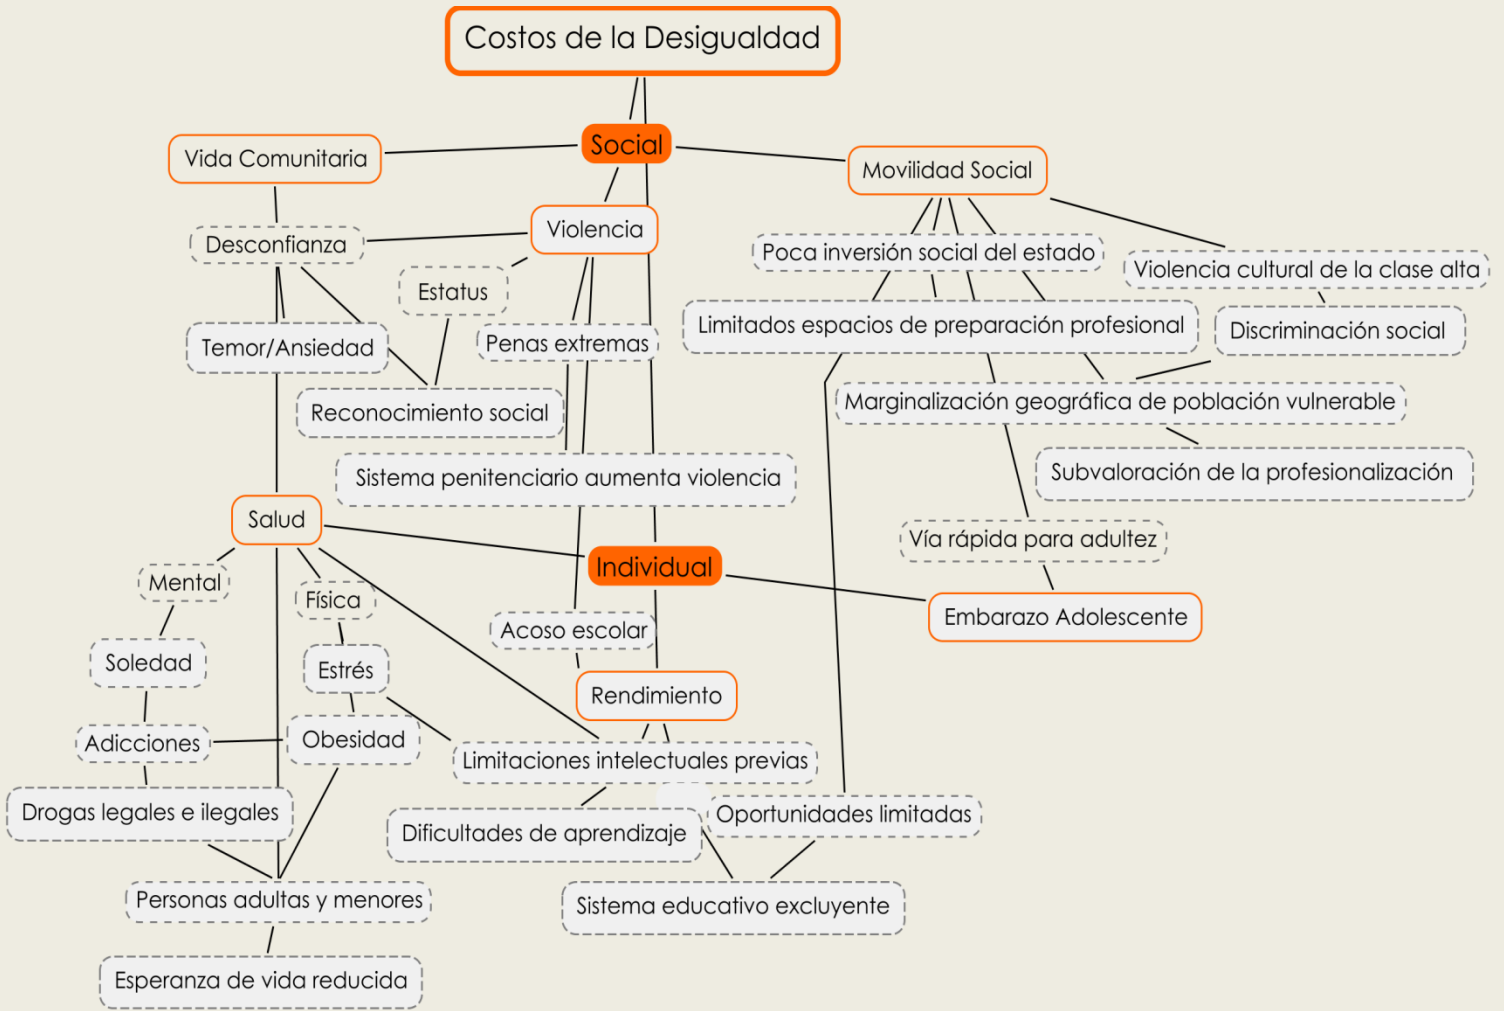 Costos de la Desigualdad
Social
Vida Comunitaria
Movilidad Social
Violencia
Desconfianza
Poca inversión social del estado
Violencia cultural de la clase alta
Estatus
Limitados espacios de preparación profesional
Discriminación social
Temor/Ansiedad
Penas extremas
Reconocimiento social
Marginalización geográfica de población vulnerable
Sistema penitenciario aumenta violencia
Subvaloración de la profesionalización
Salud
Vía rápida para adultez
Individual
Mental
Física
Embarazo Adolescente
Acoso escolar
Soledad
Estrés
Rendimiento
Adicciones
Obesidad
Limitaciones intelectuales previas
Drogas legales e ilegales
Dificultades de aprendizaje
Oportunidades limitadas
Personas adultas y menores
Sistema educativo excluyente
Esperanza de vida reducida